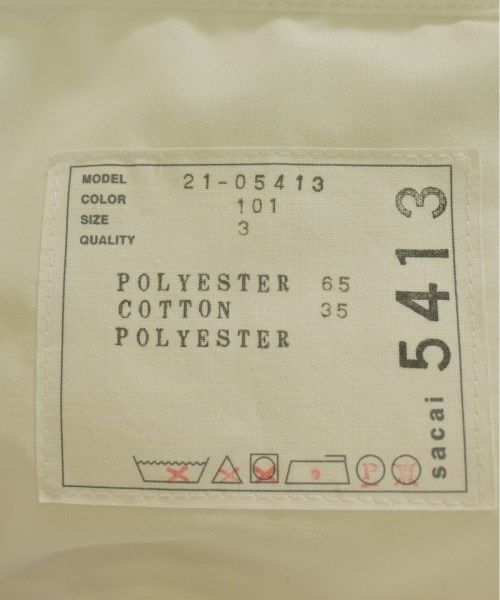 MODEL 21-05413
COLOR 101
SIZE 3
QUALITY
POLYESTER 65
COTTON 35
POLYESTER
sacai 5413
P